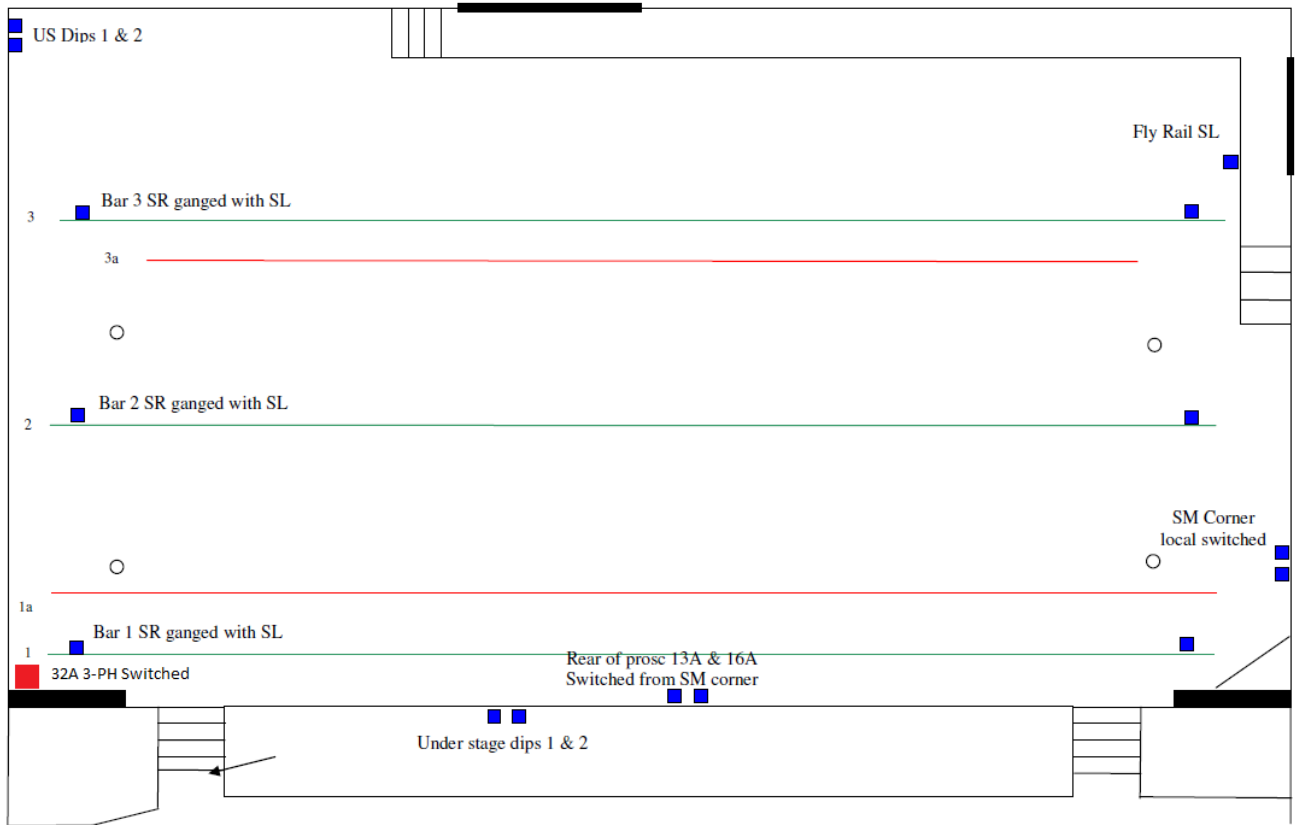 US Dips 1 & 2
Fly Rail SL
Bar 3 SR ganged with SL
3
3a
Bar 2 SR ganged with SL
2
SM Corner
local switched
1a
Bar 1 SR ganged with SL
1
Rear of prosc 13A & 16A
Switched from SM corner
32A 3-PH Switched
Under stage dips 1 & 2